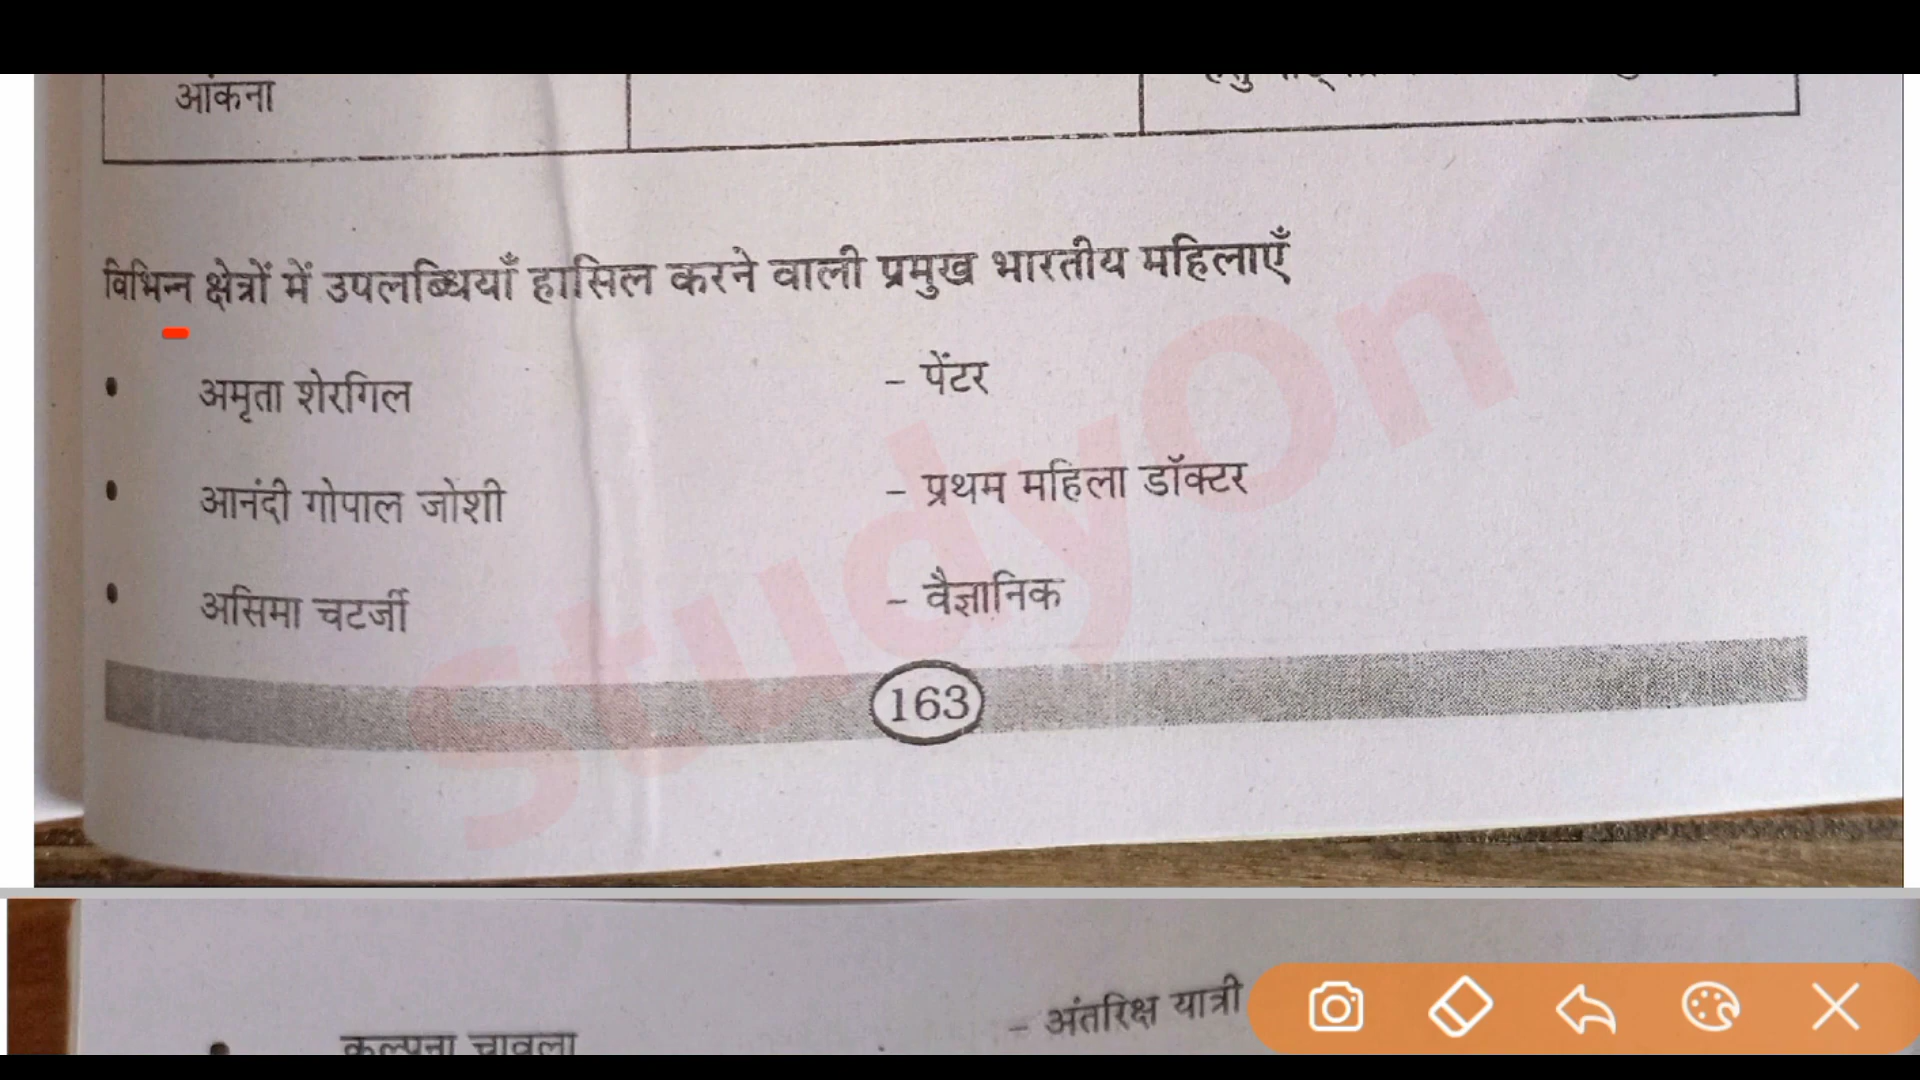 आंकना
विभिन्न क्षेत्रों में उपलब्धियाँ हासिल करने वाली प्रमुख भारतीय महिलाएँ
• अमृता शेरगिल – पेंटर
• आनंदी गोपाल जोशी – प्रथम महिला डॉक्टर
• असिमा चटर्जी – वैज्ञानिक
163
StudyOn
• कल्पना चावला – अंतरिक्ष यात्री